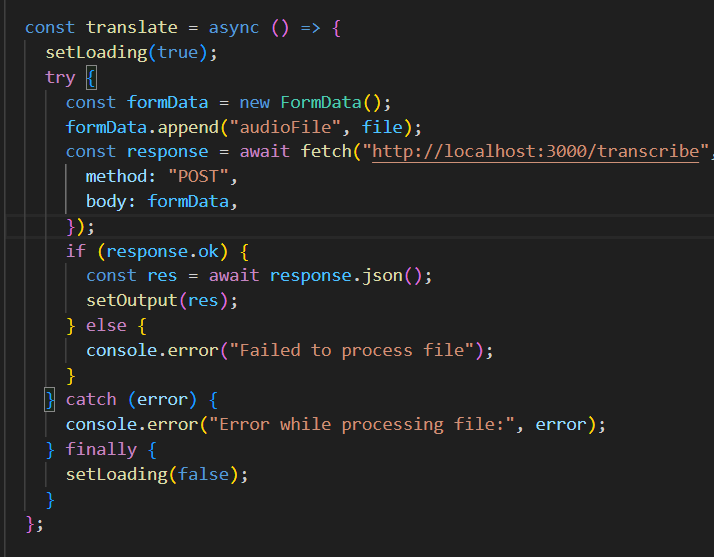 const translate = async () => {
setLoading(true);
try {
const formData = new FormData();
formData.append("audioFile", file);
const response = await fetch("http://localhost:3000/transcribe",
method: "POST",
body: formData,
});
if (response.ok) {
const res = await response.json();
setOutput(res);
} else {
console.error("Failed to process file");
}
} catch (error) {
console.error("Error while processing file:", error);
} finally {
setLoading(false);
}
};